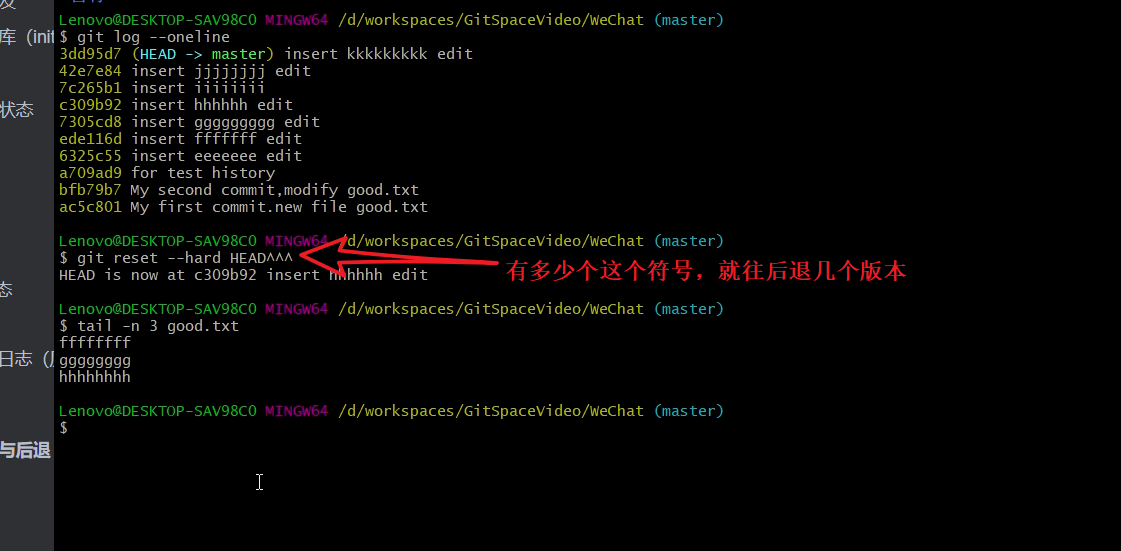 库（init
状态
态
日志（
与后退
Lenovo@DESKTOP-SAV98CO MINGW64 /d/workspaces/GitSpaceVideo/WeChat (master)
$ git log --oneline
3dd95d7 (HEAD -> master) insert kkkkkkkkk edit
42e7e84 insert jjjjjjjj edit
7c265b1 insert iiiiiiii
c309b92 insert hhhhhh edit
7305cd8 insert ggggggggg edit
ede116d insert fffffff edit
6325c55 insert eeeeeee edit
a709ad9 for test history
bfb79b7 My second commit,modify good.txt
ac5c801 My first commit.new file good.txt
Lenovo@DESKTOP-SAV98CO MINGW64 /d/workspaces/GitSpaceVideo/WeChat (master)
$ git reset --hard HEAD^^^
HEAD is now at c309b92 insert hhhhhh edit
有多少个这个符号，就往后退几个版本
Lenovo@DESKTOP-SAV98CO MINGW64 /d/workspaces/GitSpaceVideo/WeChat (master)
$ tail -n 3 good.txt
ffffffff
gggggggg
hhhhhhhh
Lenovo@DESKTOP-SAV98CO MINGW64 /d/workspaces/GitSpaceVideo/WeChat (master)
$